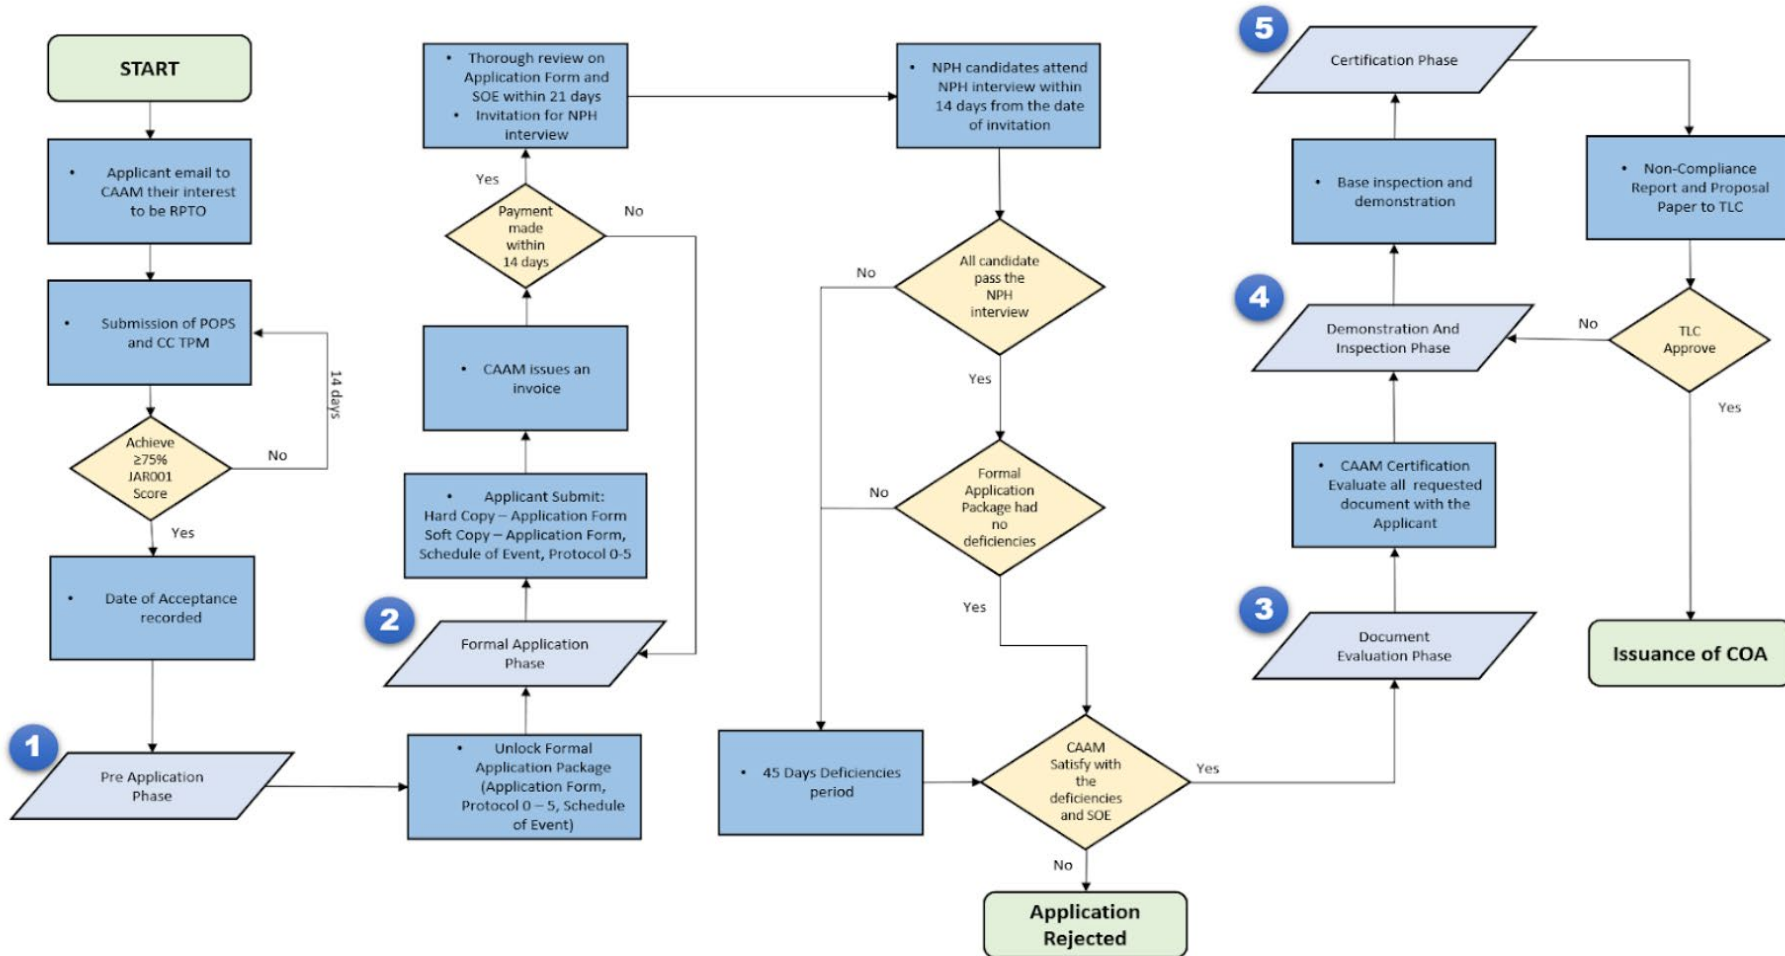 START
• Applicant email to
CAAM their interest
to be RPTO
• Submission of POPS
and CC TPM
14 days
Achieve
≥75%
JAR001
Score
No
Yes
• Date of Acceptance
recorded
1
Pre Application
Phase
• Unlock Formal
Application Package
(Application Form,
Protocol 0 – 5, Schedule
of Event)
2
Formal Application
Phase
• Applicant Submit:
Hard Copy – Application Form
Soft Copy – Application Form,
Schedule of Event, Protocol 0-5
• CAAM issues an
invoice
Payment
made
within
14 days
No
Yes
• Thorough review on
Application Form and
SOE within 21 days
• Invitation for NPH
interview
• NPH candidates attend
NPH interview within
14 days from the date
of invitation
All candidate
pass the
NPH
interview
No
Yes
Formal
Application
Package had
no
deficiencies
No
Yes
• 45 Days Deficiencies
period
CAAM
Satisfy with
the
deficiencies
and SOE
Yes
No
Application
Rejected
3
Document
Evaluation Phase
• CAAM Certification
Evaluate all requested
document with the
Applicant
4
Demonstration And
Inspection Phase
• Base inspection and
demonstration
5
Certification Phase
• Non-Compliance
Report and Proposal
Paper to TLC
TLC
Approve
No
Yes
Issuance of COA